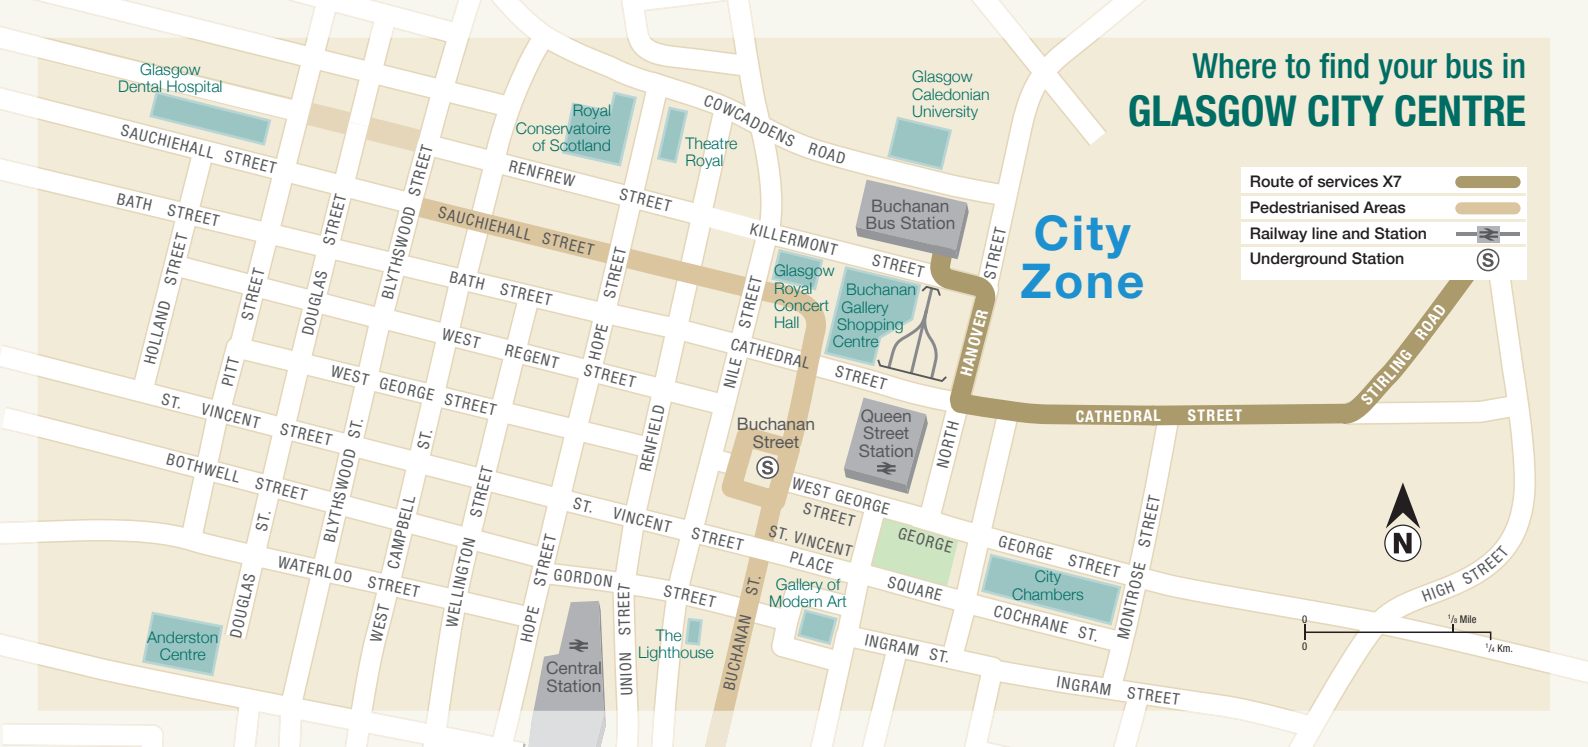 Where to find your bus in
GLASGOW CITY CENTRE
Route of services X7
Pedestrianised Areas
Railway line and Station
Underground Station
S
City
Zone
Glasgow
Dental Hospital
Royal
Conservatoire
of Scotland
Theatre
Royal
Glasgow
Caledonian
University
COWCADDENS ROAD
SAUCHIEHALL STREET
RENFREW STREET
BATH STREET
SAUCHIEHALL STREET
KILLERMONT STREET
Buchanan
Bus Station
Glasgow
Royal
Concert
Hall
Buchanan
Gallery
Shopping
Centre
HOLLAND STREET
PITT STREET
DOUGLAS STREET
BLYTHSWOOD STREET
BATH STREET
HOPE STREET
NILE STREET
HANOVER STREET
WEST REGENT STREET
CATHEDRAL STREET
CATHEDRAL STREET
STIRLING ROAD
WEST GEORGE STREET
ST. VINCENT STREET
BLYTHSWOOD ST.
CAMPBELL ST.
RENFIELD
Buchanan
Street
S
Queen
Street
Station
NORTH
BOTHWELL STREET
WEST GEORGE
STREET
ST. VINCENT STREET
ST. VINCENT
PLACE
GEORGE
SQUARE
GEORGE STREET
MONTROSE STREET
N
HIGH STREET
DOUGLAS ST.
WATERLOO STREET
WEST
WELLINGTON STREET
HOPE STREET
GORDON STREET
UNION STREET
BUCHANAN ST.
Gallery of
Modern Art
City
Chambers
COCHRANE ST.
INGRAM ST.
INGRAM STREET
Anderston
Centre
Central
Station
The
Lighthouse
0
1/8 Mile
0
1/4 Km.